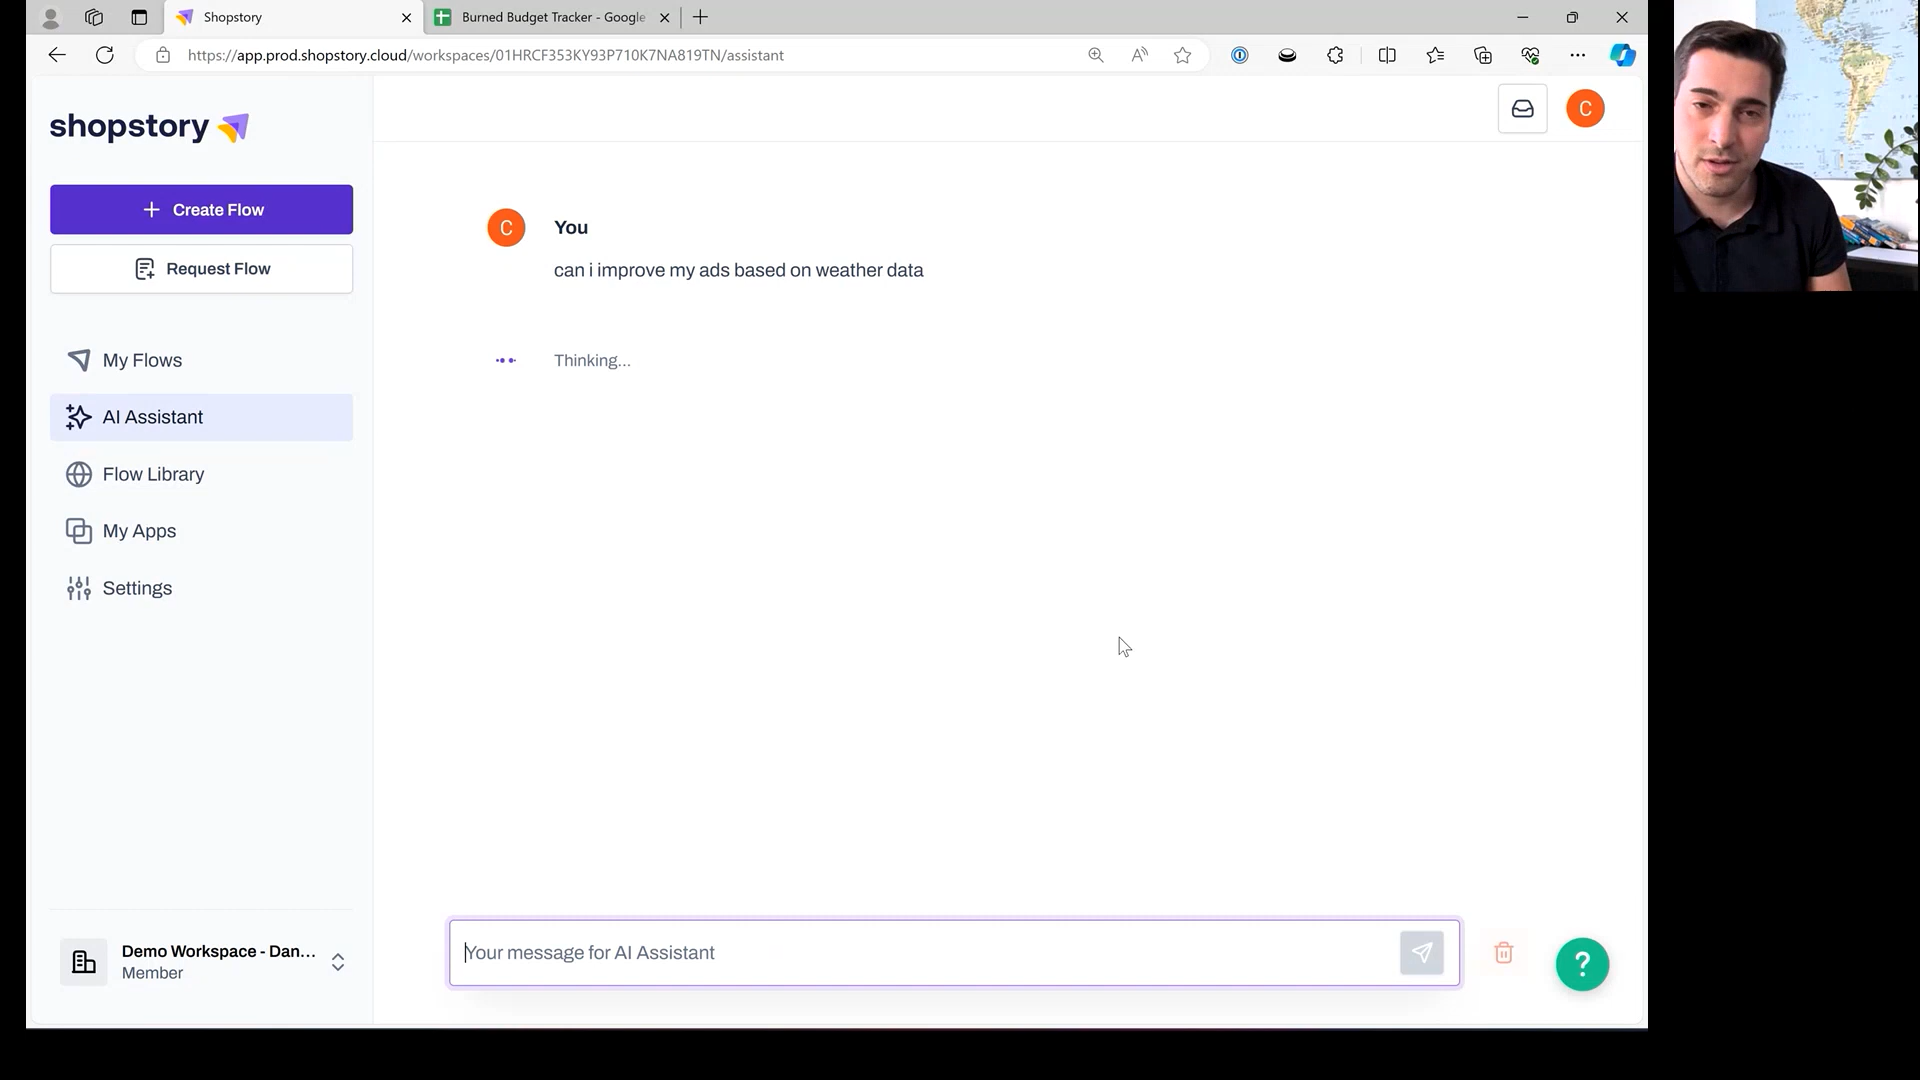 Shopstory
Burned Budget Tracker - Google
https://app.prod.shopstory.cloud/workspaces/01HRCF353KY93P710K7NA819TN/assistant
shopstory
C
+ Create Flow
Request Flow
My Flows
AI Assistant
Flow Library
My Apps
Settings
C
You
can i improve my ads based on weather data
Thinking...
Demo Workspace - Dan...
Member
Your message for AI Assistant
?